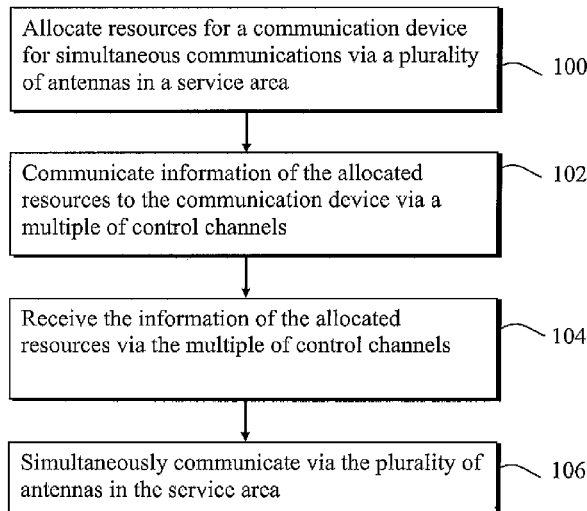 Allocate resources for a communication device
for simultaneous communications via a plurality
of antennas in a service area
100
Communicate information of the allocated
resources to the communication device via a
multiple of control channels
102
Receive the information of the allocated
resources via the multiple of control channels
104
Simultaneously communicate via the plurality of
antennas in the service area
106